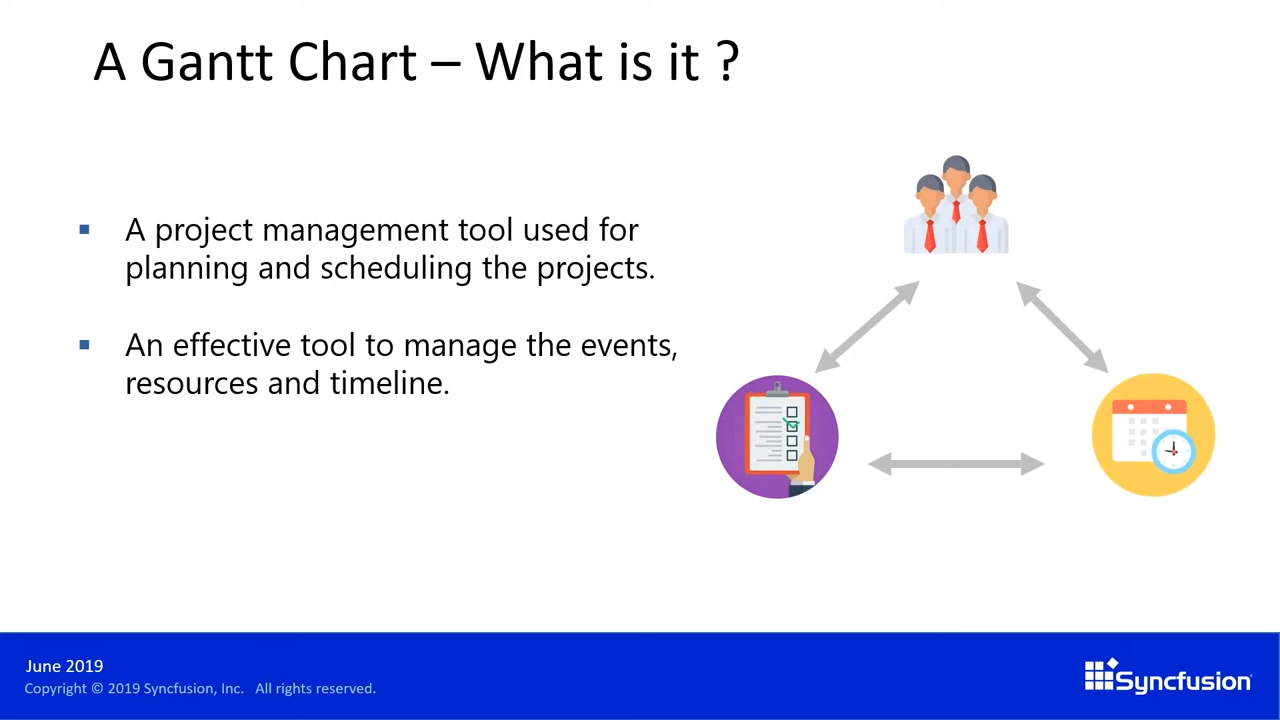 A Gantt Chart – What is it ?
▪ A project management tool used for
planning and scheduling the projects.
▪ An effective tool to manage the events,
resources and timeline.
June 2019
Copyright © 2019 Syncfusion, Inc. All rights reserved.
Syncfusion